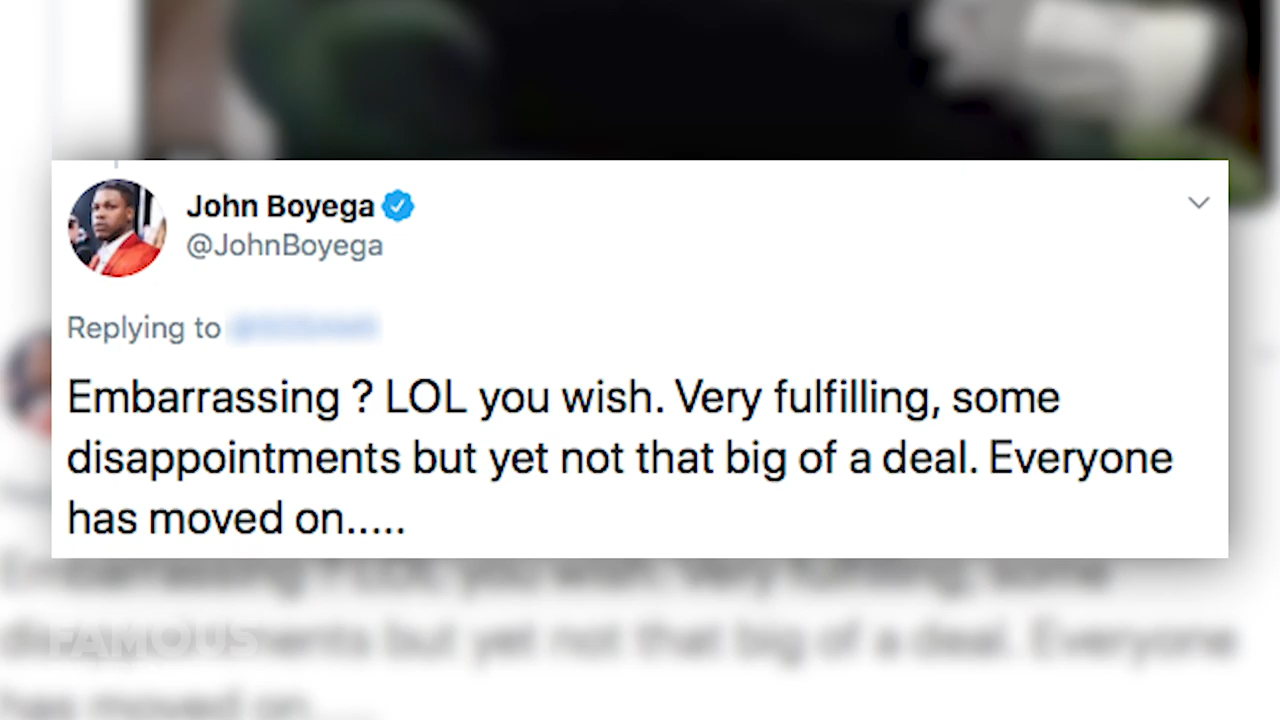 John Boyega
@JohnBoyega
Replying to
Embarrassing ? LOL you wish. Very fulfilling, some
disappointments but yet not that big of a deal. Everyone
has moved on.....
FAMOUS